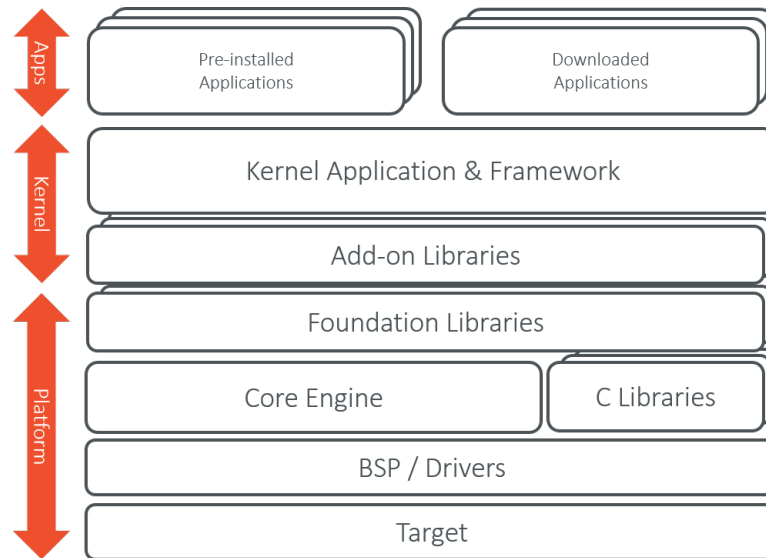 Apps
Pre-installed
Applications
Downloaded
Applications
Kernel
Kernel Application & Framework
Add-on Libraries
Platform
Foundation Libraries
Core Engine
C Libraries
BSP / Drivers
Target